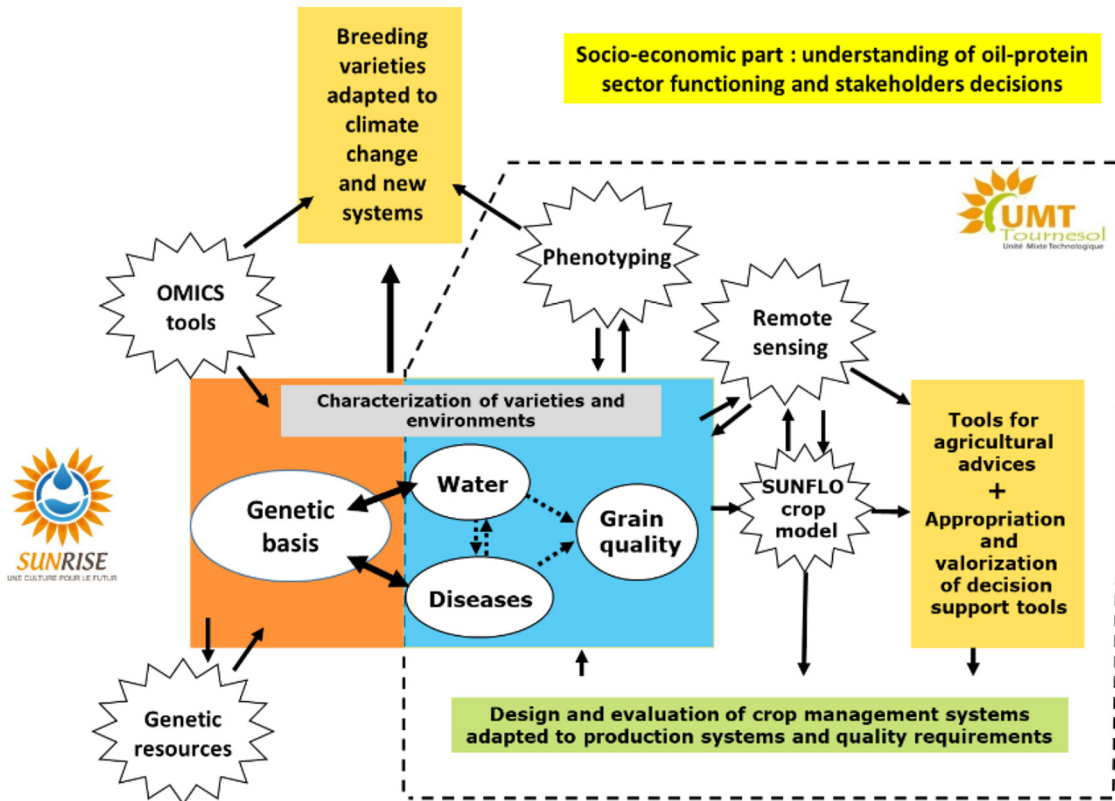 Breeding
varieties
adapted to
climate
change
and new
systems
Socio-economic part : understanding of oil-protein
sector functioning and stakeholders decisions
UMT
Tournesol
Unité Mixte Technologique
Phenotyping
OMICS
tools
Remote
sensing
Characterization of varieties and
environments
Tools for
agricultural
advices
+
Appropriation
and
valorization
of decision
support tools
Water
SUNFLO
crop
model
Genetic
basis
Grain
quality
SUNRISE
UNE CULTURE POUR LE FUTUR
Diseases
Genetic
resources
Design and evaluation of crop management systems
adapted to production systems and quality requirements